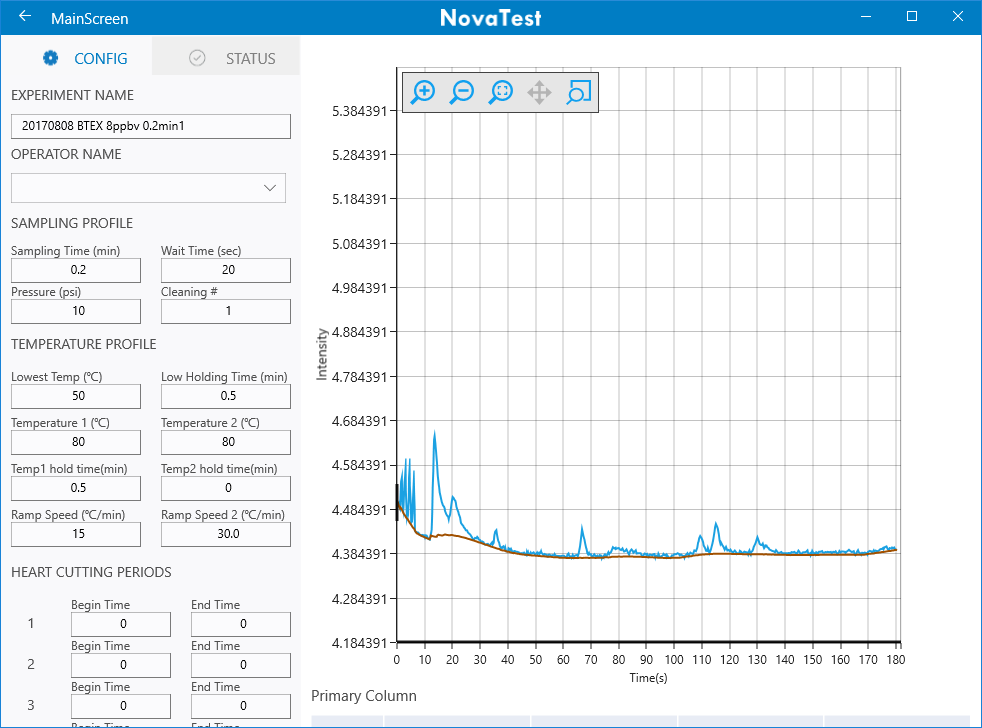 MainScreen
NovaTest
CONFIG STATUS
EXPERIMENT NAME
20170808 BTEX 8ppbv 0.2min1
OPERATOR NAME
SAMPLING PROFILE
Sampling Time (min) Wait Time (sec)
0.2 20
Pressure (psi) Cleaning #
10 1
TEMPERATURE PROFILE
Lowest Temp (℃) Low Holding Time (min)
50 0.5
Temperature 1 (℃) Temperature 2 (℃)
80 80
Temp1 hold time(min) Temp2 hold time(min)
0.5 0
Ramp Speed (℃/min) Ramp Speed 2 (℃/min)
15 30.0
HEART CUTTING PERIODS
Begin Time End Time
1 0 0
Begin Time End Time
2 0 0
Begin Time End Time
3 0 0
Begin Time End Time
5.384391
5.284391
5.184391
5.084391
4.984391
4.884391
4.784391
4.684391
4.584391
4.484391
4.384391
4.284391
4.184391
Intensity
0 10 20 30 40 50 60 70 80 90 100 110 120 130 140 150 160 170 180
Time(s)
Primary Column